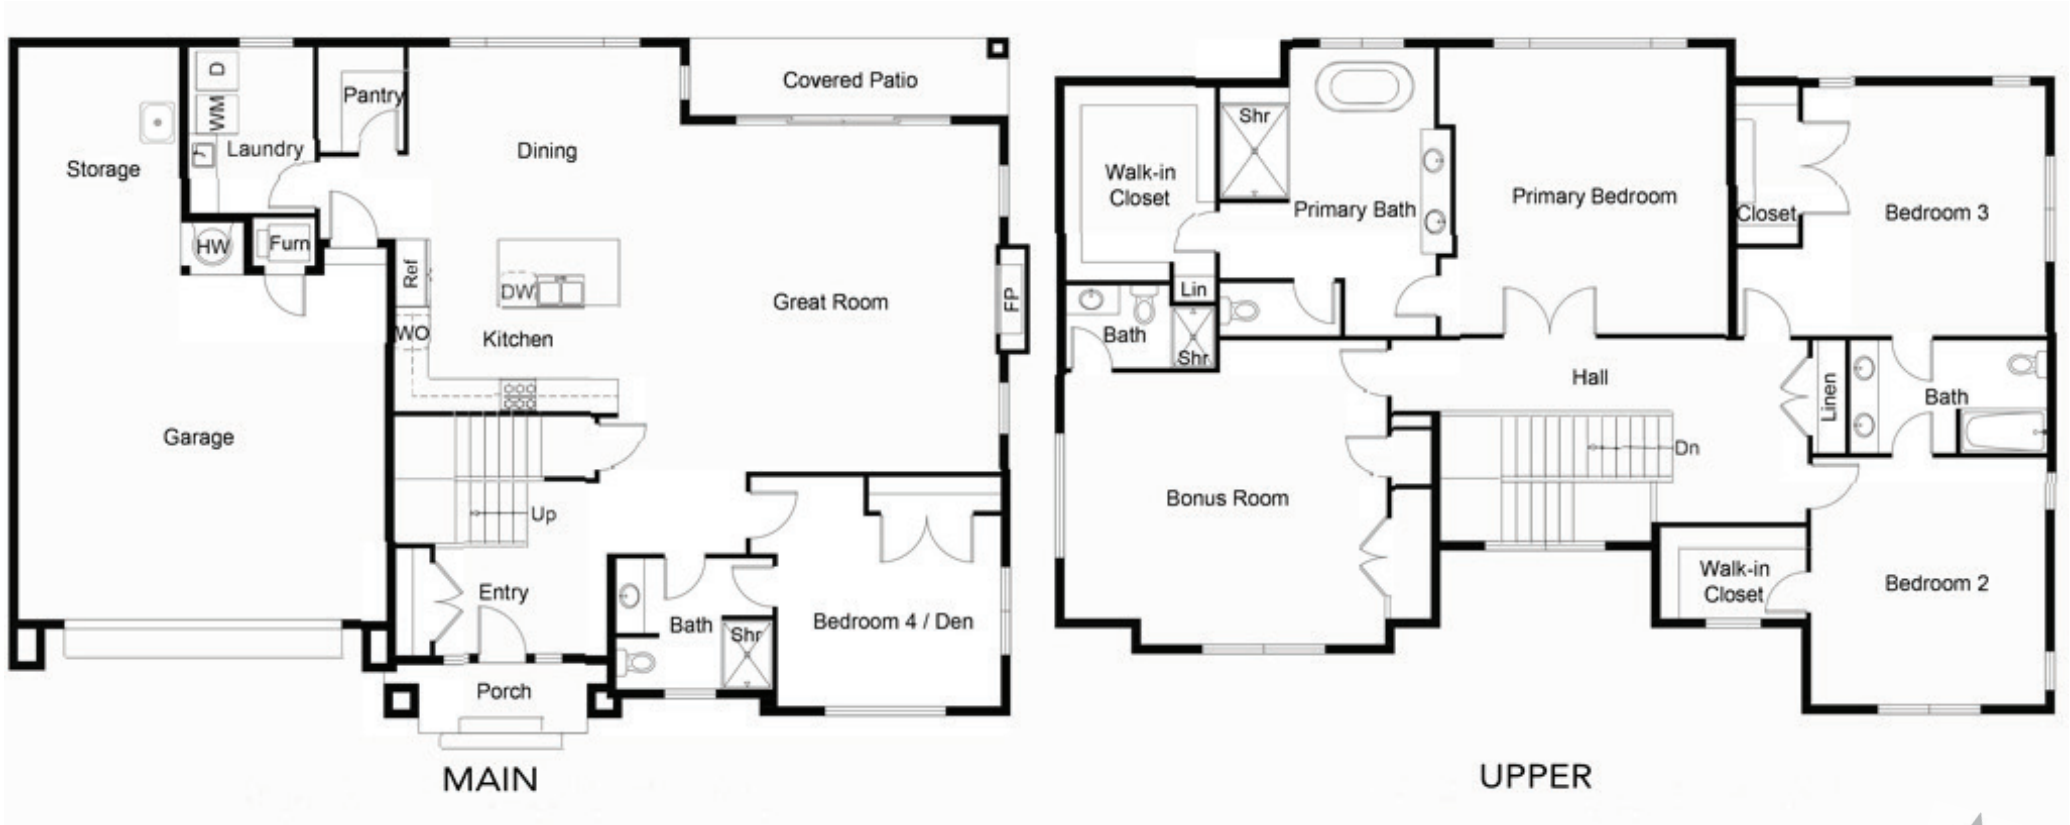 Covered Patio
D
Pantry
WM
Laundry
Dining
Storage
HW
Furn
Ref
DW
Great Room
FP
WO
Kitchen
Garage
Up
Entry
Bath
Shr
Bedroom 4 / Den
Porch
MAIN
Shr
Walk-in
Closet
Primary Bath
Primary Bedroom
Closet
Bedroom 3
Lin
Bath
Shr
Hall
Linen
Bath
Dn
Bonus Room
Walk-in
Closet
Bedroom 2
UPPER